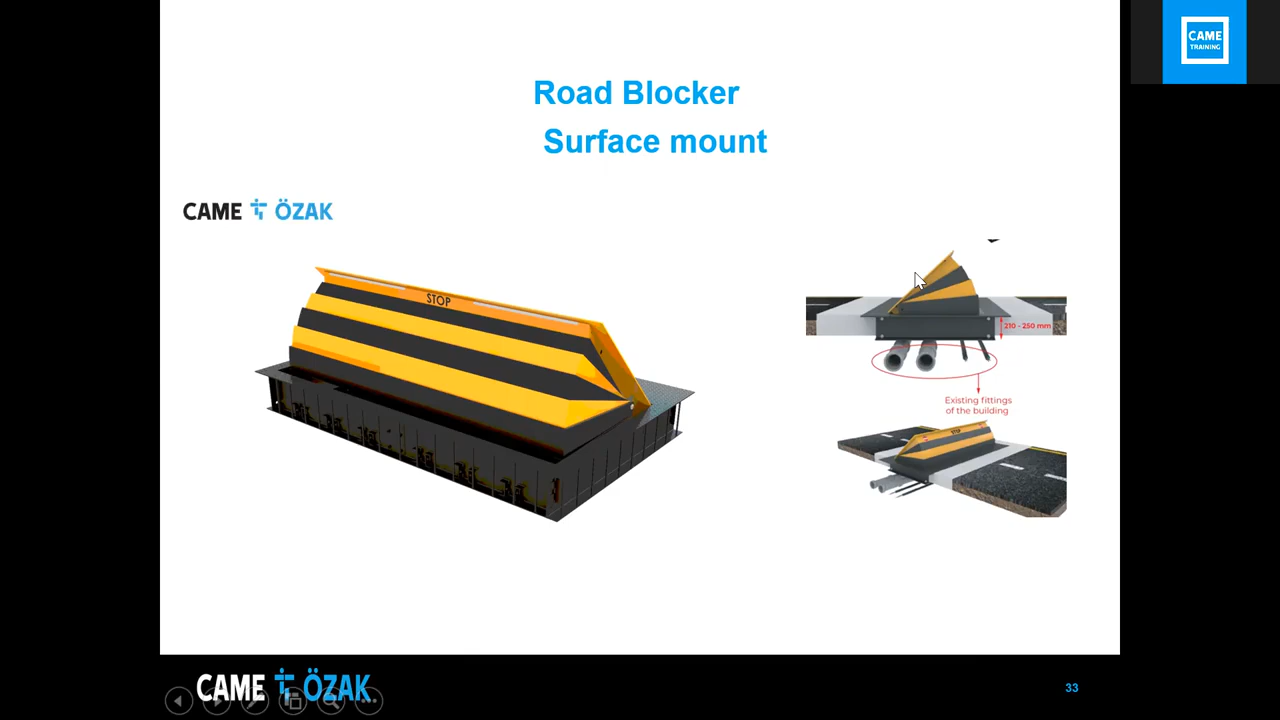 CAME
TRAINING
Road Blocker
Surface mount
CAME ÖZAK
STOP
210 - 250 mm
Existing fittings
of the building
STOP
CAME ÖZAK
33